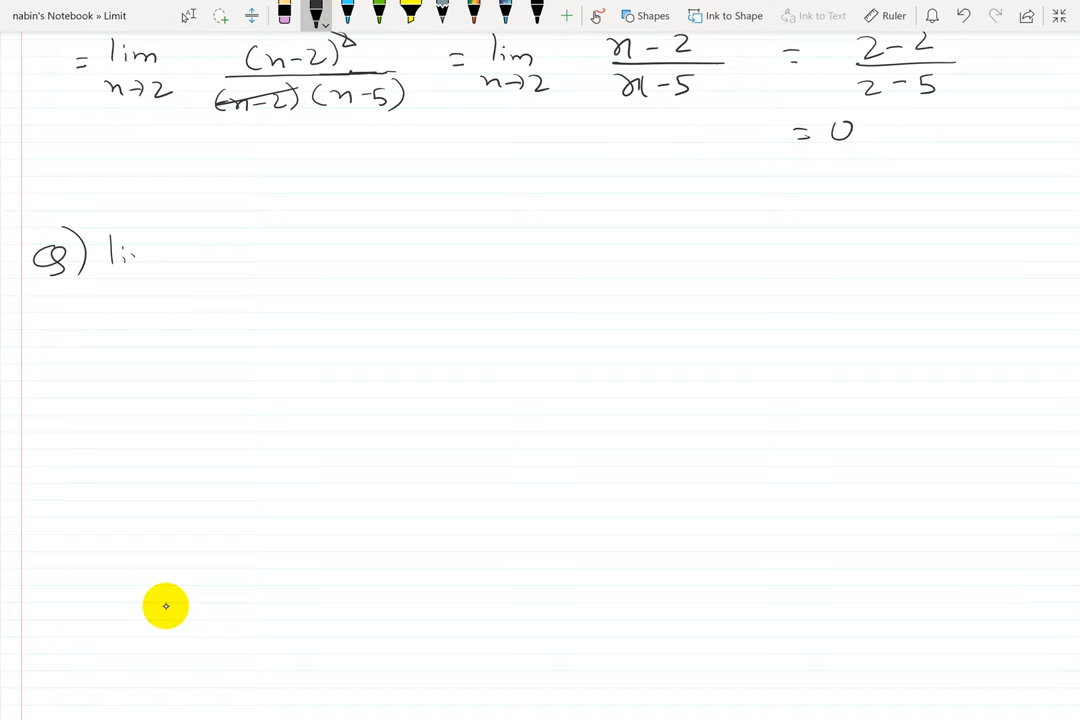 nabin's Notebook » Limit Shapes Ink to Shape Ink to Text Ruler
= lim n→2 (n-2)² / (n-2)(n-5) = lim n→2 x-2 / x-5 = 2-2 / 2-5
= 0
Q) li